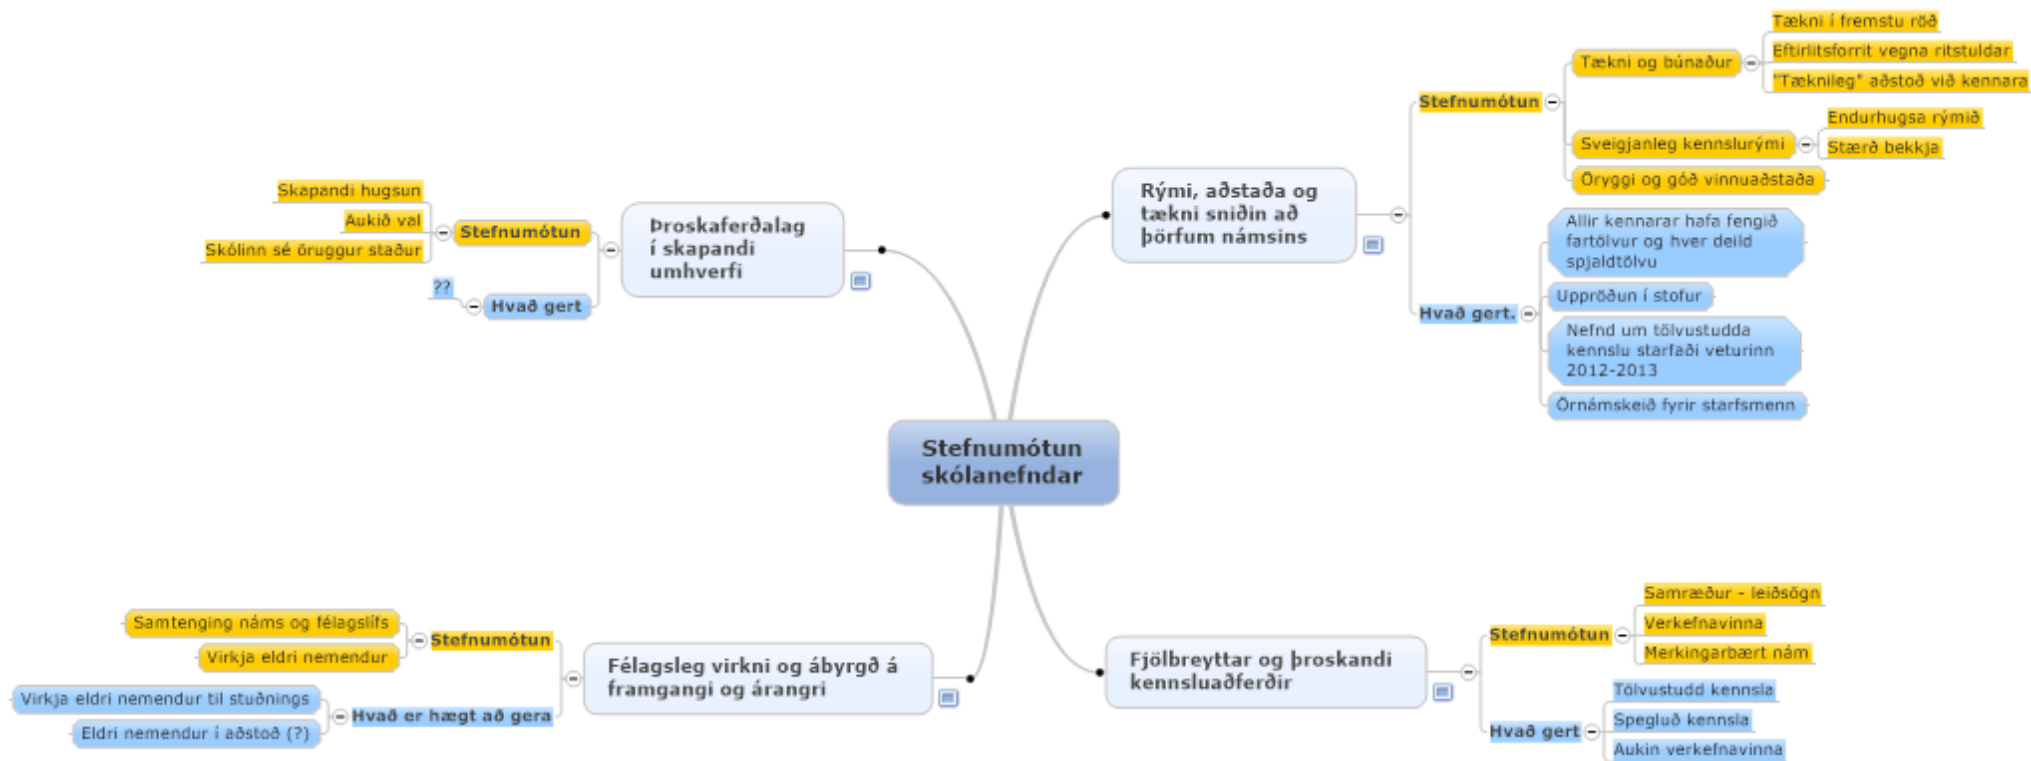 Stefnumótun
skólanefndar
Rými, aðstaða og
tækni sniðin að
þörfum námsins
Stefnumótun
Tækni og búnaður
Tækni í fremstu röð
Eftirlitsforrit vegna ritstuldar
"Tæknileg" aðstoð við kennara
Sveigjanleg kennslurými
Endurhugsa rýmið
Stærð bekkja
Öryggi og góð vinnuaðstaða
Hvað gert.
Allir kennarar hafa fengið
fartölvur og hver deild
spjaldtölvu
Uppröðun í stofur
Nefnd um tölvustudda
kennslu starfaði veturinn
2012-2013
Örnámskeið fyrir starfsmenn
Fjölbreyttar og þroskandi
kennsluaðferðir
Stefnumótun
Samræður - leiðsögn
Verkefnavinna
Merkingarbært nám
Hvað gert
Tölvustudd kennsla
Spegluð kennsla
Aukin verkefnavinna
Félagsleg virkni og ábyrgð á
framgangi og árangri
Stefnumótun
Samtenging náms og félagslífs
Virkja eldri nemendur
Hvað er hægt að gera
Virkja eldri nemendur til stuðnings
Eldri nemendur í aðstoð (?)
Þroskaferðalag
í skapandi
umhverfi
Stefnumótun
Skapandi hugsun
Aukið val
Skólinn sé öruggur staður
Hvað gert
??